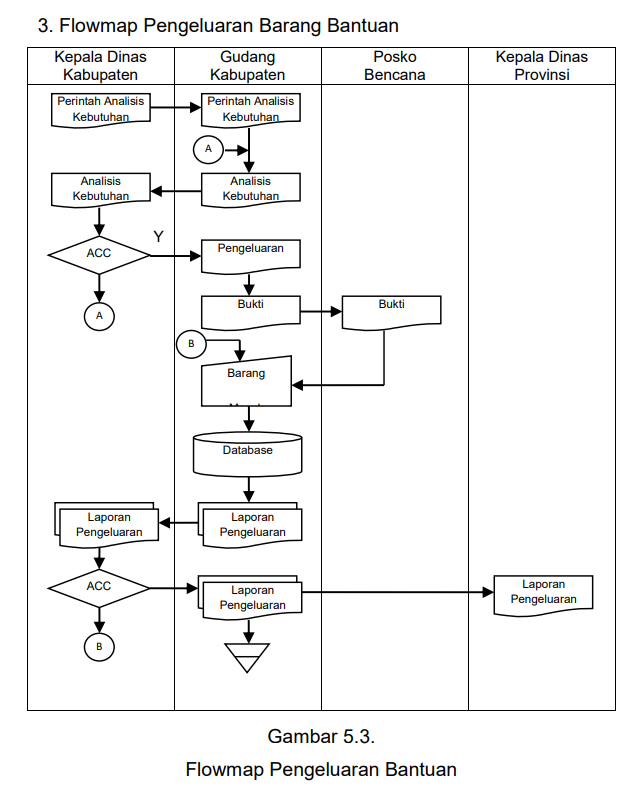 3. Flowmap Pengeluaran Barang Bantuan
Kepala Dinas
Kabupaten
Gudang
Kabupaten
Posko
Bencana
Kepala Dinas
Provinsi
Perintah Analisis
Kebutuhan
Perintah Analisis
Kebutuhan
A
Analisis
Kebutuhan
Analisis
Kebutuhan
Y
ACC
Pengeluaran
A
Bukti
Bukti
B
Barang
Database
Laporan
Pengeluaran
Laporan
Pengeluaran
ACC
Laporan
Pengeluaran
Laporan
Pengeluaran
B
Gambar 5.3.
Flowmap Pengeluaran Bantuan